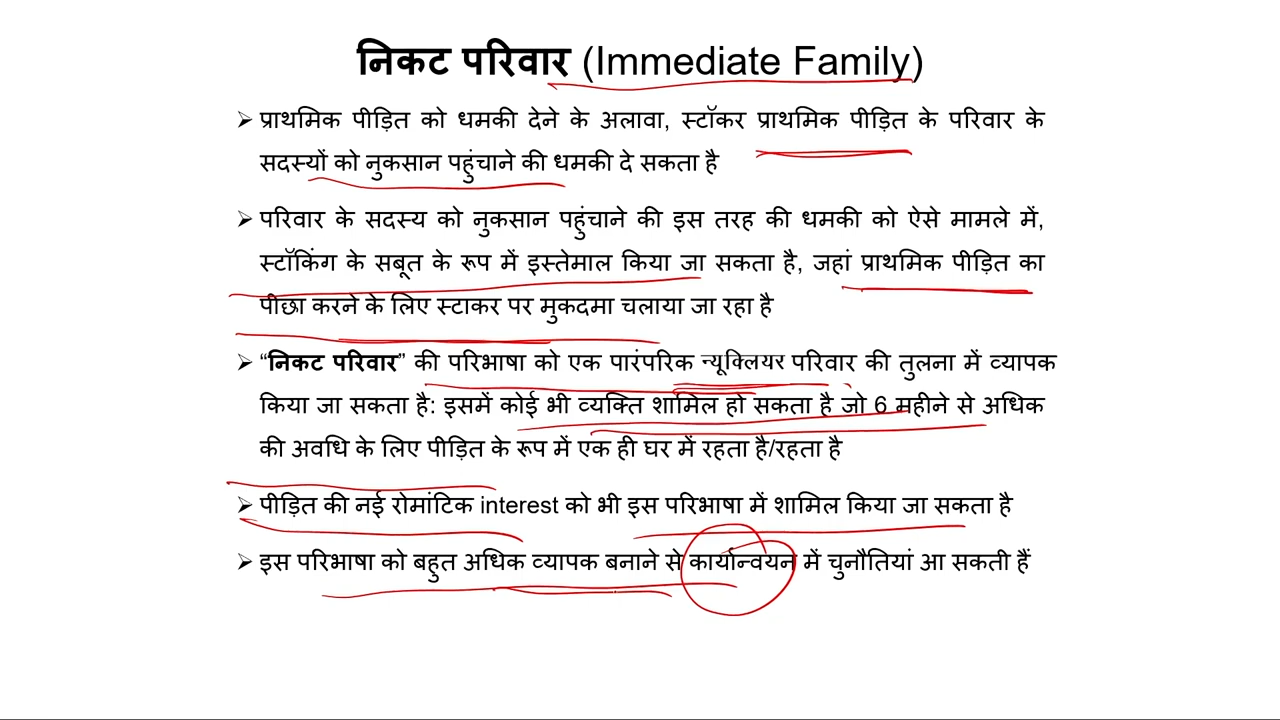 निकट परिवार (Immediate Family)
➢ प्राथमिक पीड़ित को धमकी देने के अलावा, स्टॉकर प्राथमिक पीड़ित के परिवार के
सदस्यों को नुकसान पहुंचाने की धमकी दे सकता है
➢ परिवार के सदस्य को नुकसान पहुंचाने की इस तरह की धमकी को ऐसे मामले में,
स्टॉकिंग के सबूत के रूप में इस्तेमाल किया जा सकता है, जहां प्राथमिक पीड़ित का
पीछा करने के लिए स्टाकर पर मुकदमा चलाया जा रहा है
➢ “निकट परिवार” की परिभाषा को एक पारंपरिक न्यूक्लियर परिवार की तुलना में व्यापक
किया जा सकता है: इसमें कोई भी व्यक्ति शामिल हो सकता है जो 6 महीने से अधिक
की अवधि के लिए पीड़ित के रूप में एक ही घर में रहता है/रहता है
➢ पीड़ित की नई रोमांटिक interest को भी इस परिभाषा में शामिल किया जा सकता है
➢ इस परिभाषा को बहुत अधिक व्यापक बनाने से कार्यान्वयन में चुनौतियां आ सकती हैं